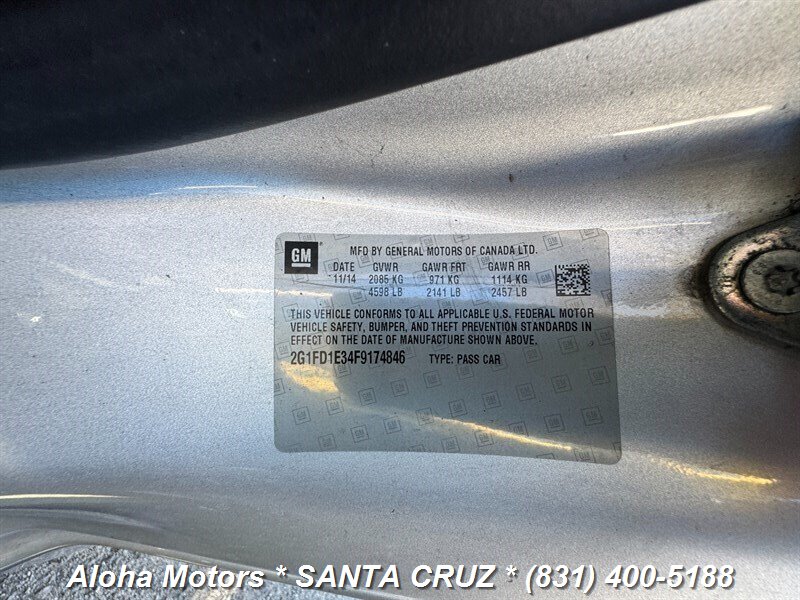 GM
MFD BY GENERAL MOTORS OF CANADA LTD.
DATE GVWR GAWR FRT GAWR RR
11/14 2085 KG 971 KG 1114 KG
4598 LB 2141 LB 2457 LB
THIS VEHICLE CONFORMS TO ALL APPLICABLE U.S. FEDERAL MOTOR
VEHICLE SAFETY, BUMPER, AND THEFT PREVENTION STANDARDS IN
EFFECT ON THE DATE OF MANUFACTURE SHOWN ABOVE.
2G1FD1E34F9174846 TYPE: PASS CAR
Aloha Motors * SANTA CRUZ * (831) 400-5188